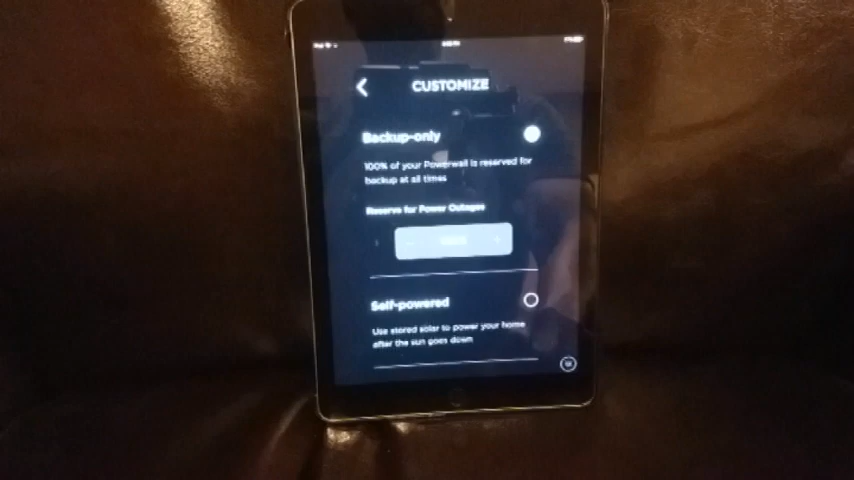 CUSTOMIZE
Backup-only
100% of your Powerwall is reserved for
backup at all times
Reserve for Power Outages
Self-powered
Use stored solar to power your home
after the sun goes down